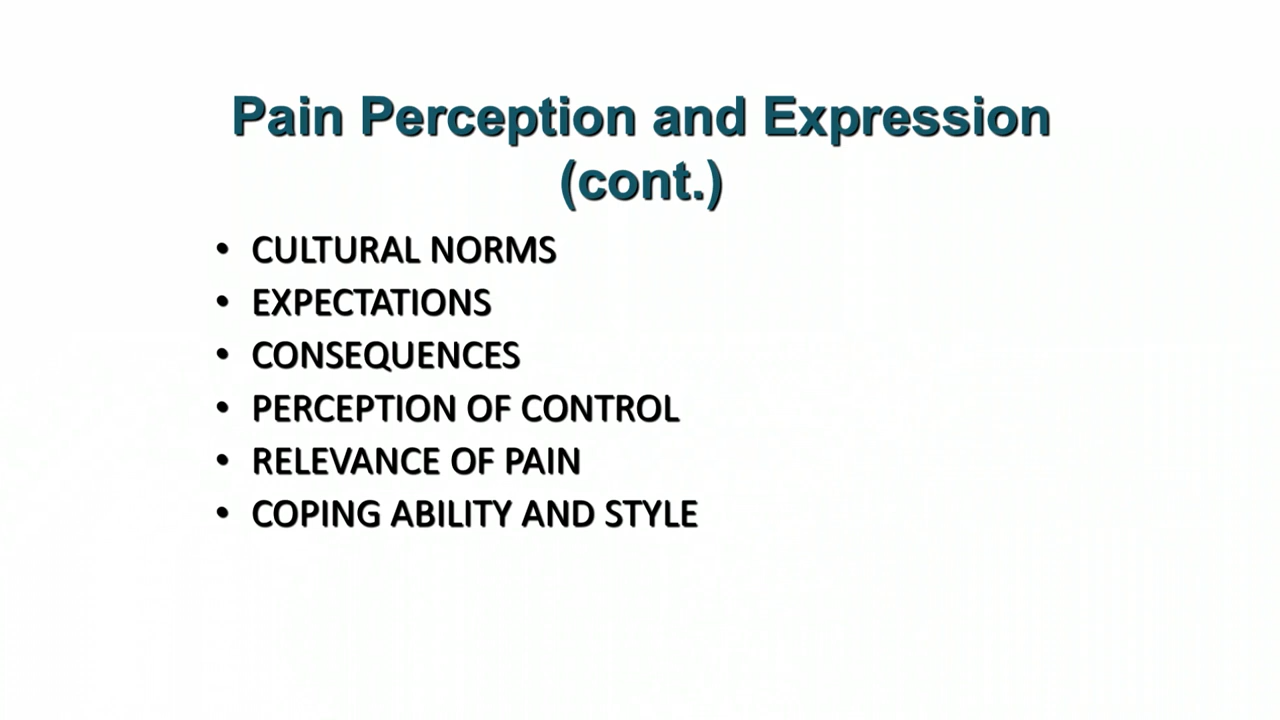 Pain Perception and Expression
(cont.)
• CULTURAL NORMS
• EXPECTATIONS
• CONSEQUENCES
• PERCEPTION OF CONTROL
• RELEVANCE OF PAIN
• COPING ABILITY AND STYLE